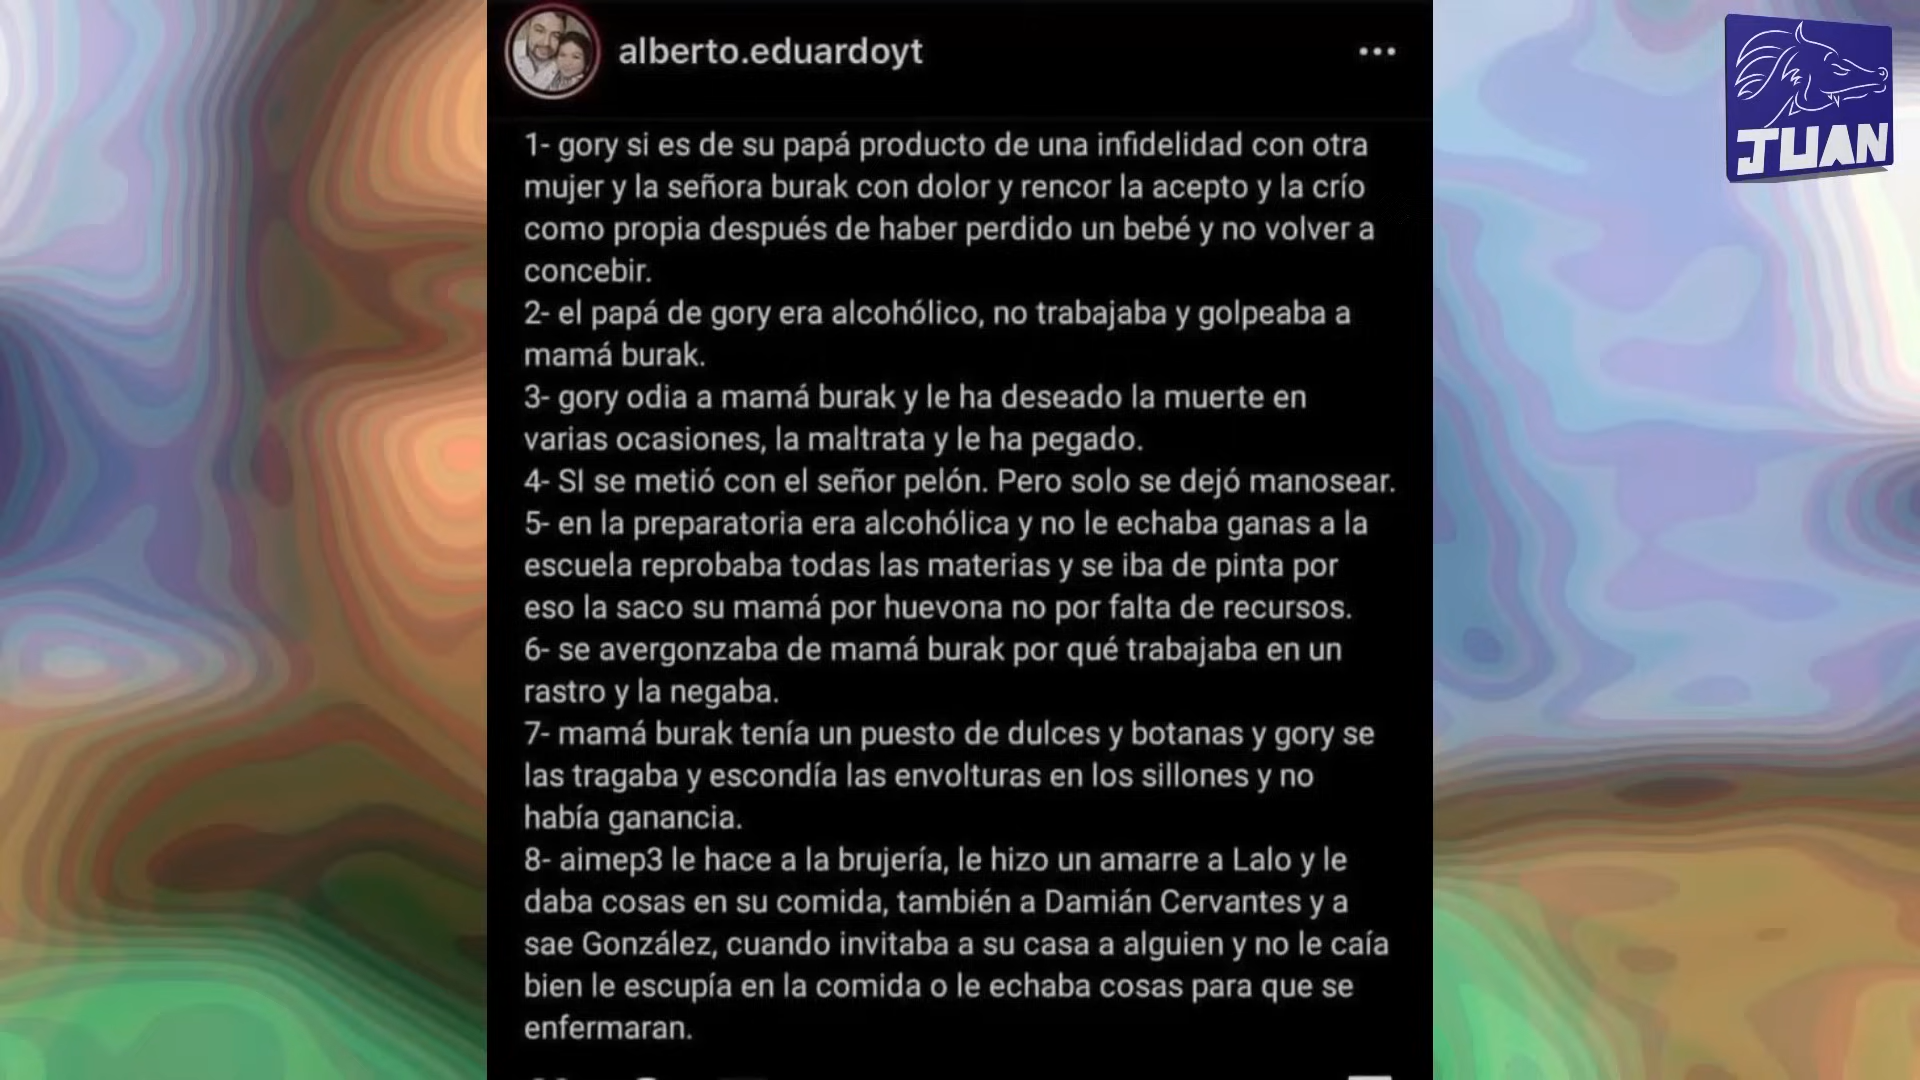 alberto.eduardoyt
JUAN
1- gory si es de su papá producto de una infidelidad con otra
mujer y la señora burak con dolor y rencor la acepto y la crío
como propia después de haber perdido un bebé y no volver a
concebir.
2- el papá de gory era alcohólico, no trabajaba y golpeaba a
mamá burak.
3- gory odia a mamá burak y le ha deseado la muerte en
varias ocasiones, la maltrata y le ha pegado.
4- SI se metió con el señor pelón. Pero solo se dejó manosear.
5- en la preparatoria era alcohólica y no le echaba ganas a la
escuela reprobaba todas las materias y se iba de pinta por
eso la saco su mamá por huevona no por falta de recursos.
6- se avergonzaba de mamá burak por qué trabajaba en un
rastro y la negaba.
7- mamá burak tenía un puesto de dulces y botanas y gory se
las tragaba y escondía las envolturas en los sillones y no
había ganancia.
8- aimep3 le hace a la brujería, le hizo un amarre a Lalo y le
daba cosas en su comida, también a Damián Cervantes y a
sae González, cuando invitaba a su casa a alguien y no le caía
bien le escupía en la comida o le echaba cosas para que se
enfermaran.